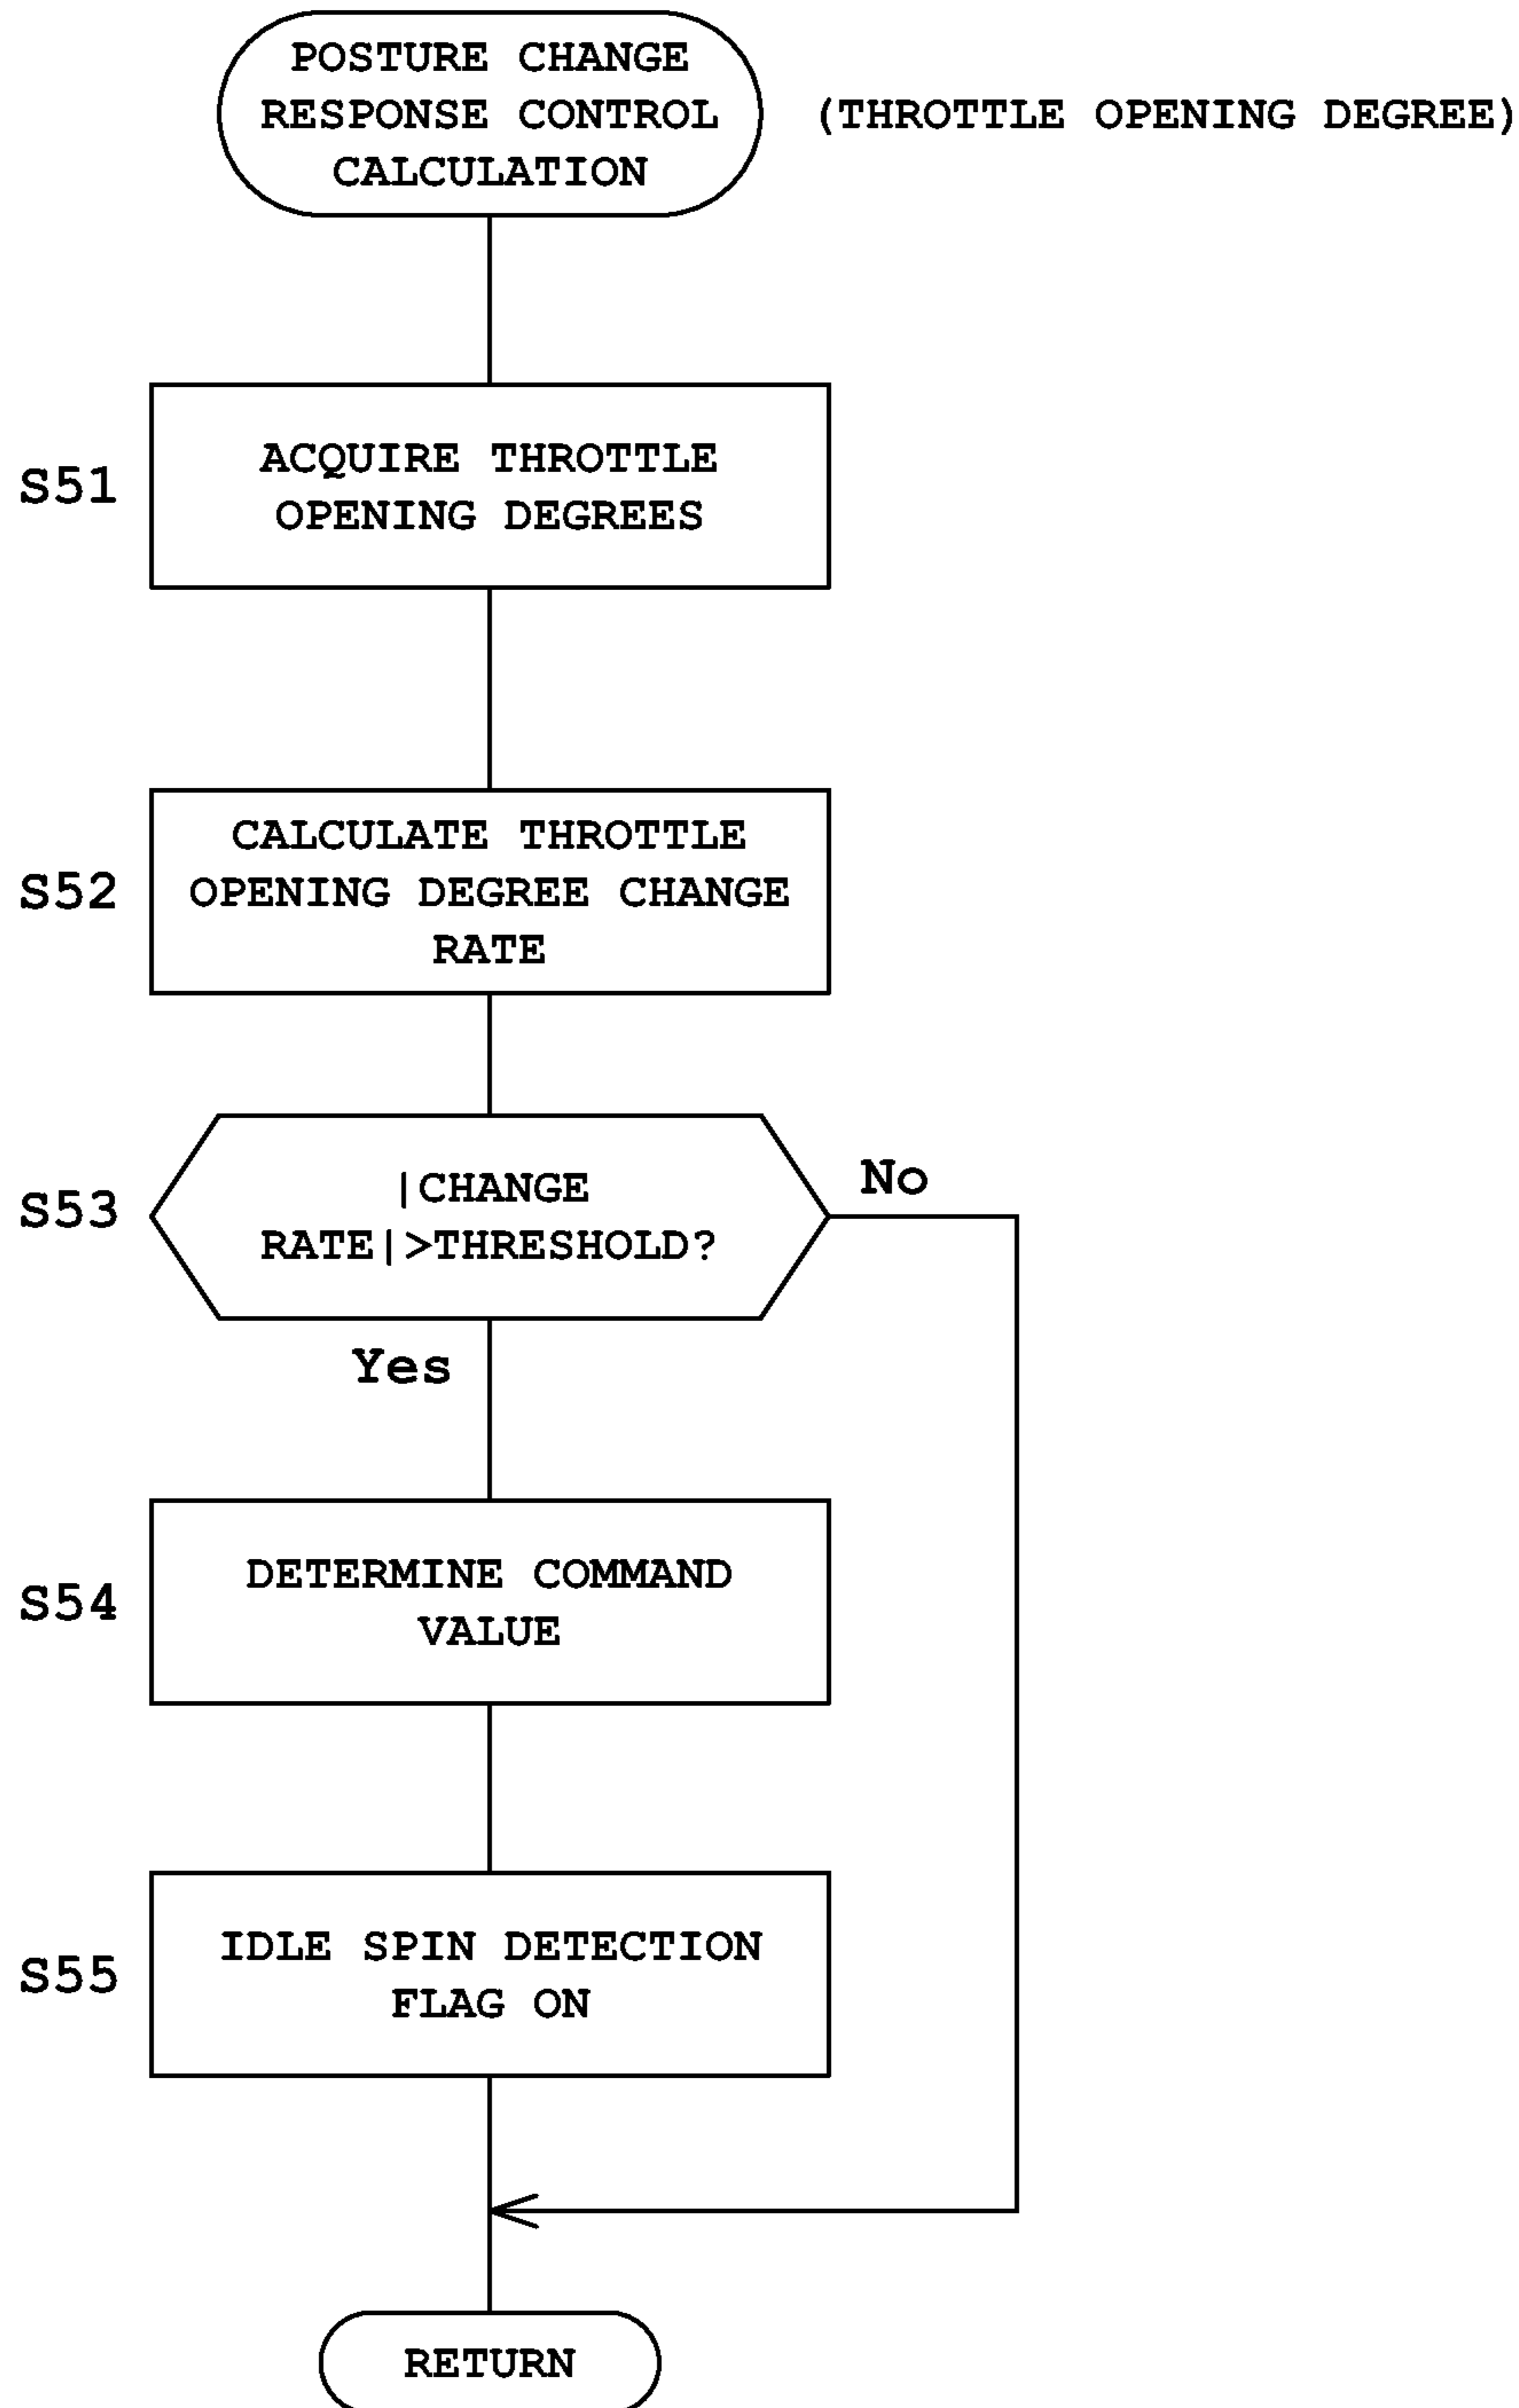 POSTURE CHANGE
RESPONSE CONTROL
CALCULATION
(THROTTLE OPENING DEGREE)
S51
ACQUIRE THROTTLE
OPENING DEGREES
S52
CALCULATE THROTTLE
OPENING DEGREE CHANGE
RATE
S53
|CHANGE
RATE|>THRESHOLD?
No
Yes
S54
DETERMINE COMMAND
VALUE
S55
IDLE SPIN DETECTION
FLAG ON
RETURN